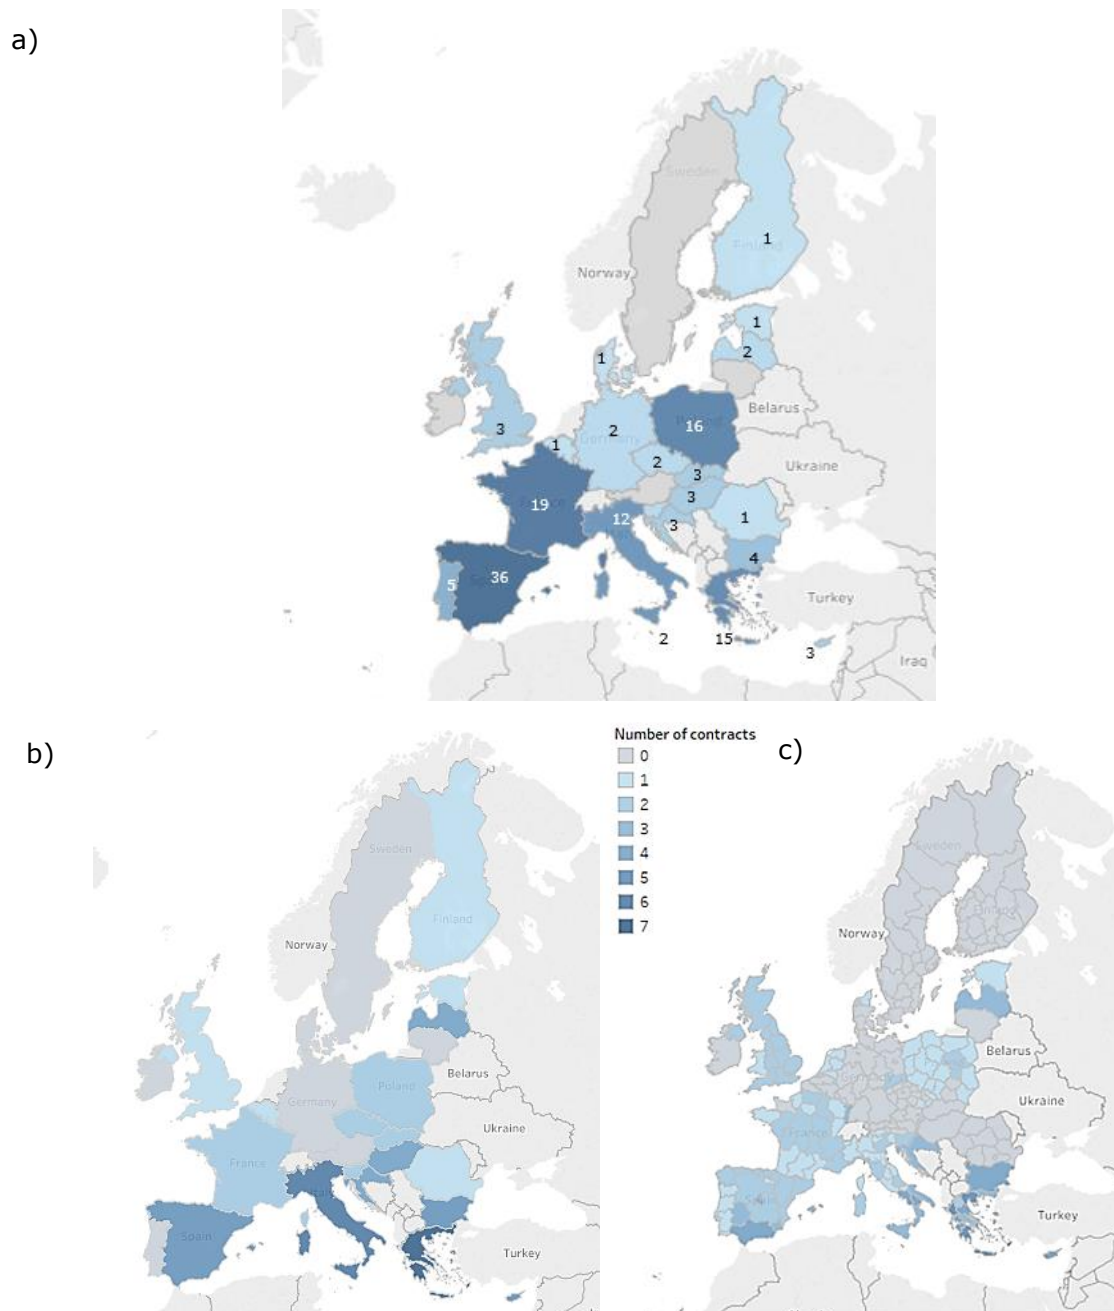 a)
Sweden
1
Finland
Norway
1
2
1
Belarus
16
3
2
Germany
1
Ukraine
2
3
3
19
1
12
3
4
36
5
Turkey
2
15
3
Iraq
b)
Number of contracts
0
1
2
3
4
5
6
7
c)
Sweden
Finland
Norway
Belarus
Poland
Germany
Ukraine
France
Spain
Turkey
Sweden
Finland
Norway
Belarus
Ukraine
France
Turkey